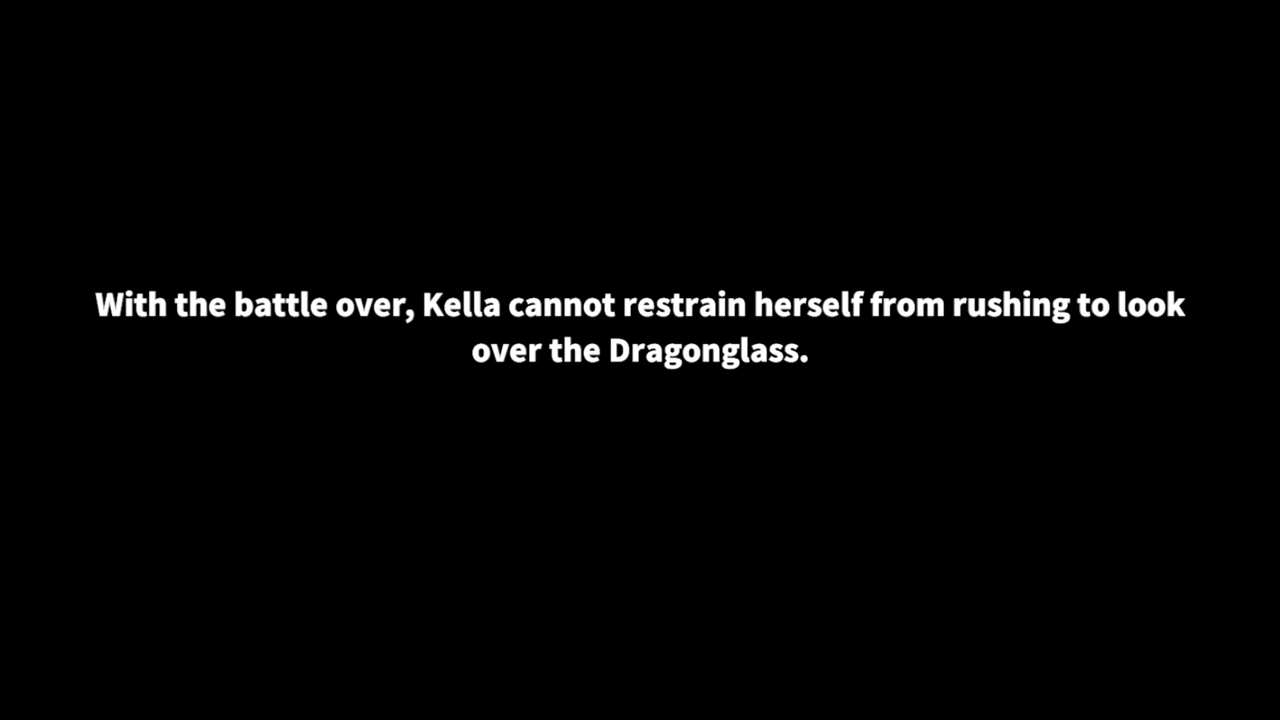 With the battle over, Kella cannot restrain herself from rushing to look
over the Dragonglass.